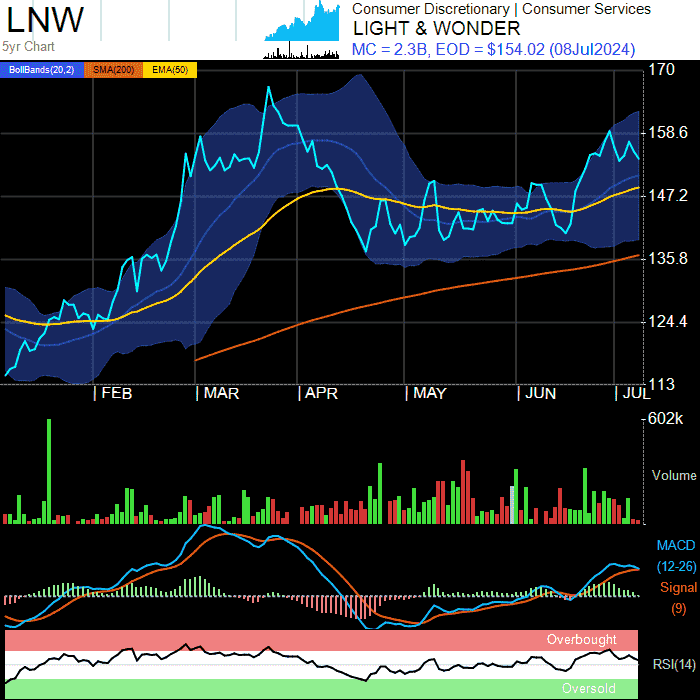 LNW
5yr Chart
Consumer Discretionary | Consumer Services
LIGHT & WONDER
MC = 2.3B, EOD = $154.02 (08Jul2024)
BollBands(20,2) SMA(200) EMA(50)
170
158.6
147.2
135.8
124.4
113
FEB MAR APR MAY JUN JUL
602k
Volume
MACD
(12-26)
Signal
(9)
Overbought
RSI(14)
Oversold